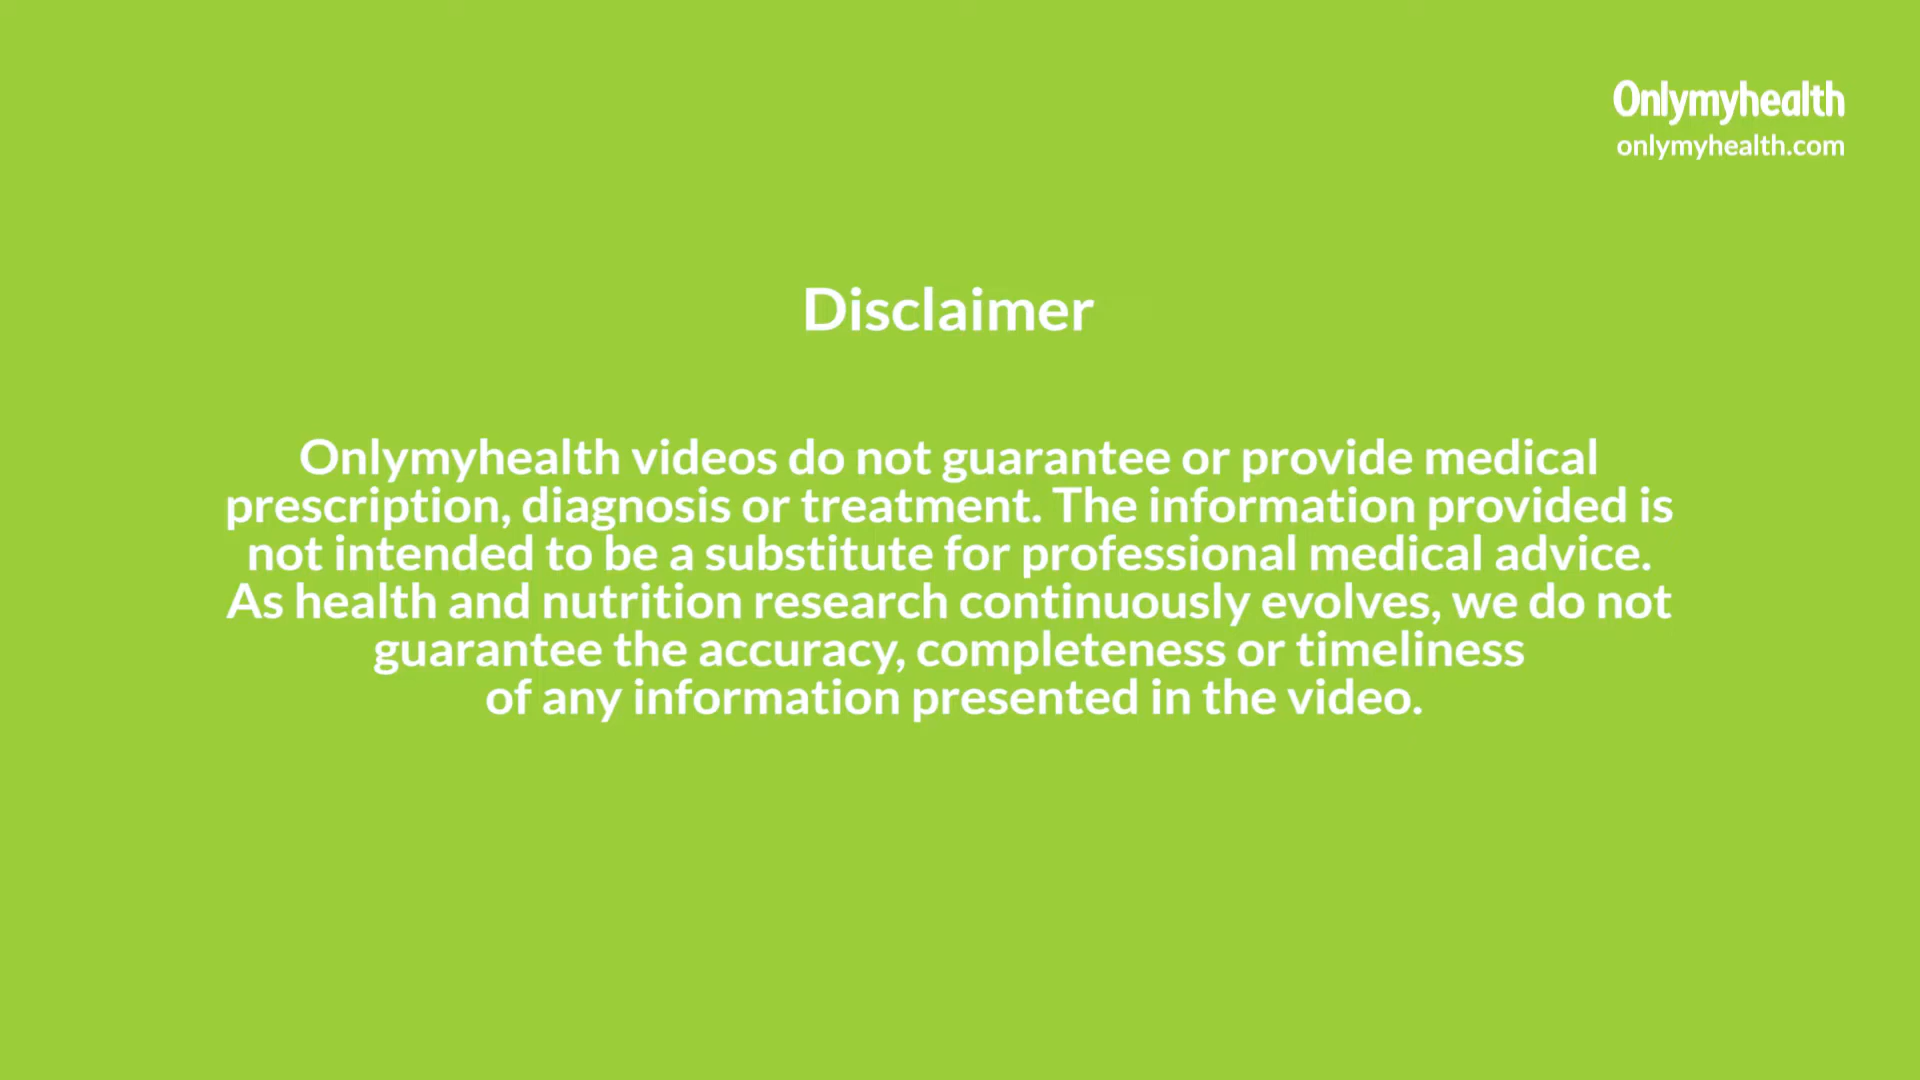 Onlymyhealth
onlymyhealth.com
Disclaimer
Onlymyhealth videos do not guarantee or provide medical
prescription, diagnosis or treatment. The information provided is
not intended to be a substitute for professional medical advice.
As health and nutrition research continuously evolves, we do not
guarantee the accuracy, completeness or timeliness
of any information presented in the video.